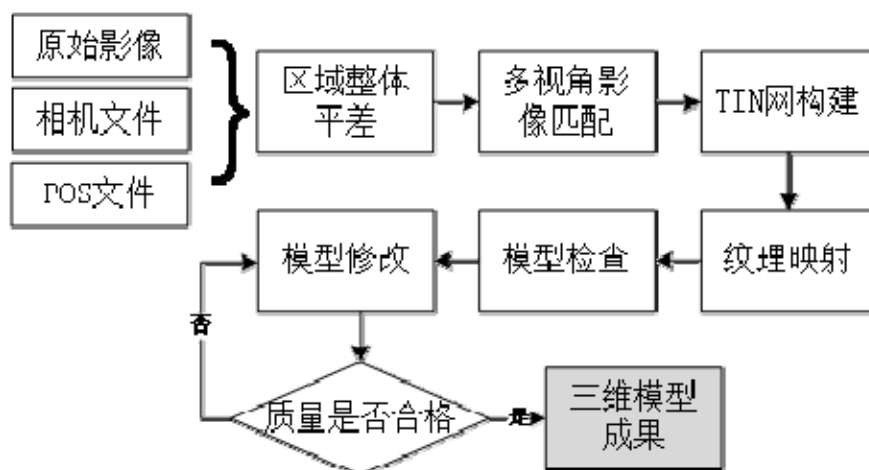 原始影像
相机文件
POS文件
区域整体
平差
多视角影
像匹配
TIN网构建
纹理映射
模型检查
模型修改
质量是否合格
否
是
三维模型
成果